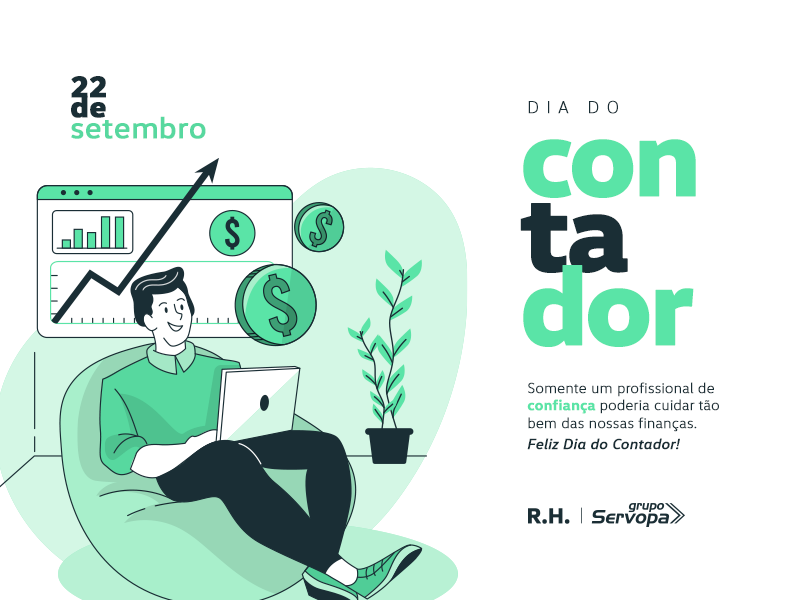 22
de
setembro
DIA DO
con
ta
dor
Somente um profissional de
confiança poderia cuidar tão
bem das nossas finanças.
Feliz Dia do Contador!
R.H. | grupo
Servopa
$
$
$